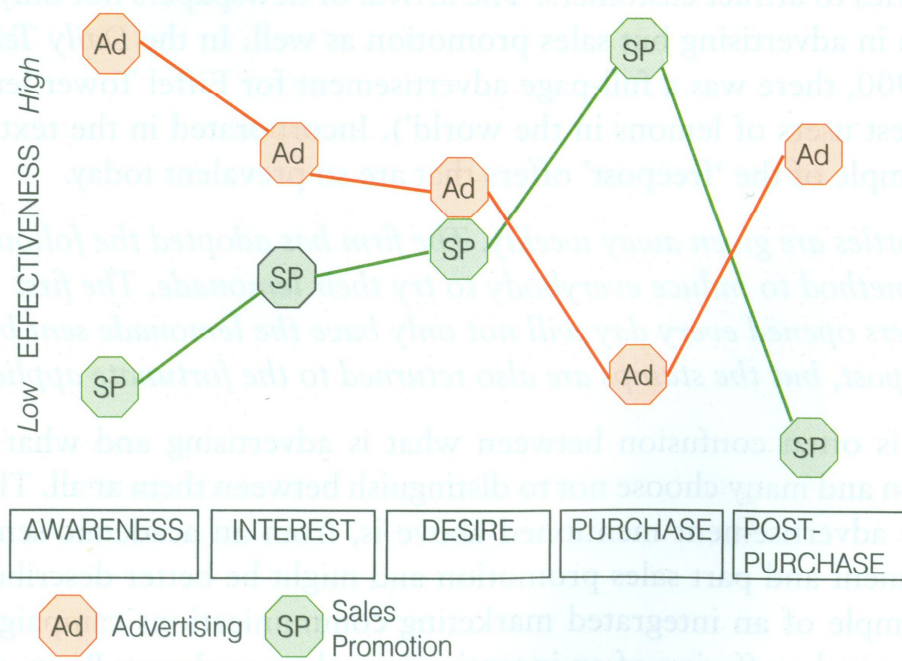 Low EFFECTIVENESS High
Ad
SP
Ad
Ad
Ad
SP
SP
SP
Ad
SP
AWARENESS
INTEREST
DESIRE
PURCHASE
POST-
PURCHASE
Ad
Advertising
SP
Sales
Promotion